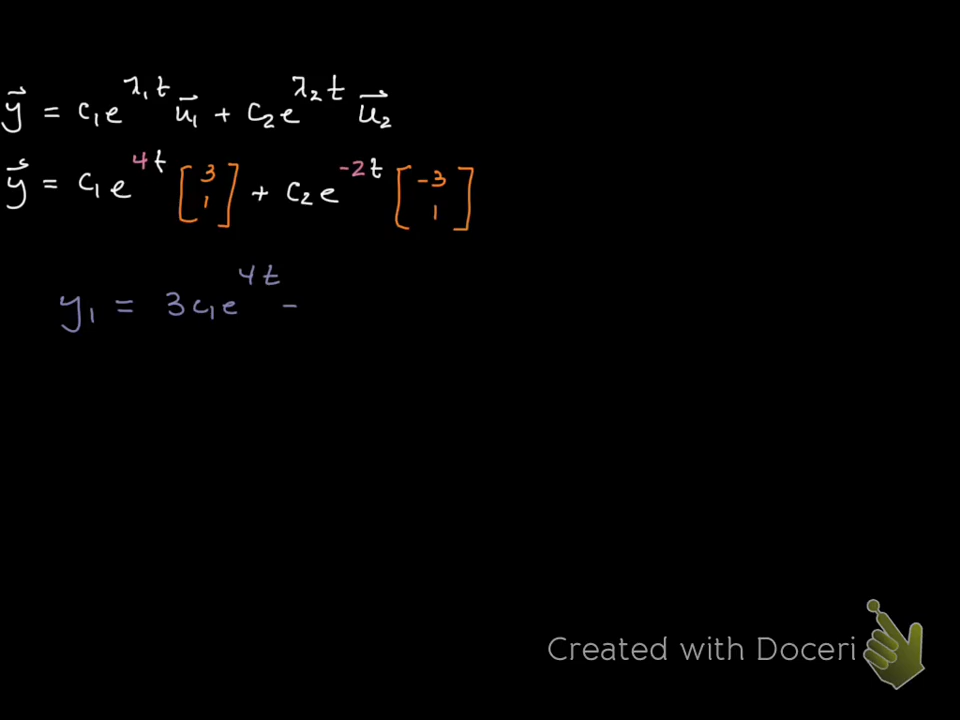 y⃗ = c₁e^{λ₁t} u⃗₁ + c₂e^{λ₂t} u⃗₂
y⃗ = c₁e^{4t} [3 1] + c₂e^{-2t} [-3 1]
y₁ = 3c₁e^{4t} -
Created with Doceri